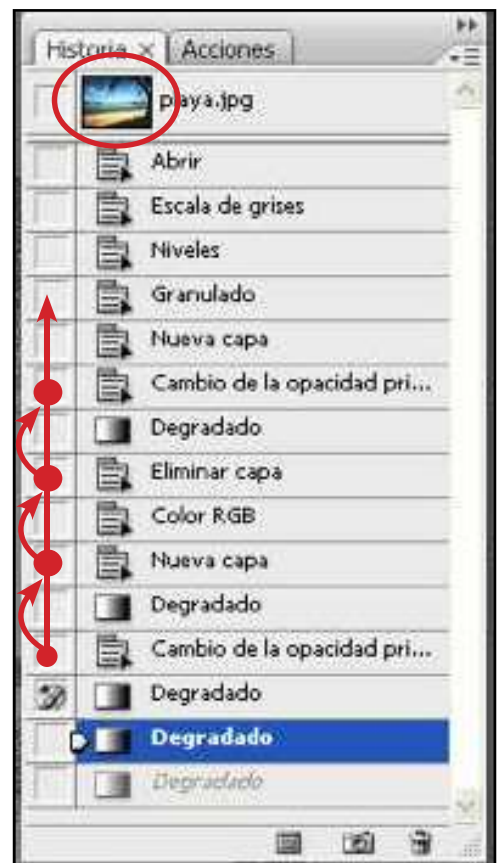 Historia × Acciones
playa.jpg
Abrir
Escala de grises
Niveles
Granulado
Nueva capa
Cambio de la opacidad pri...
Degradado
Eliminar capa
Color RGB
Nueva capa
Degradado
Cambio de la opacidad pri...
Degradado
Degradado
Degradado